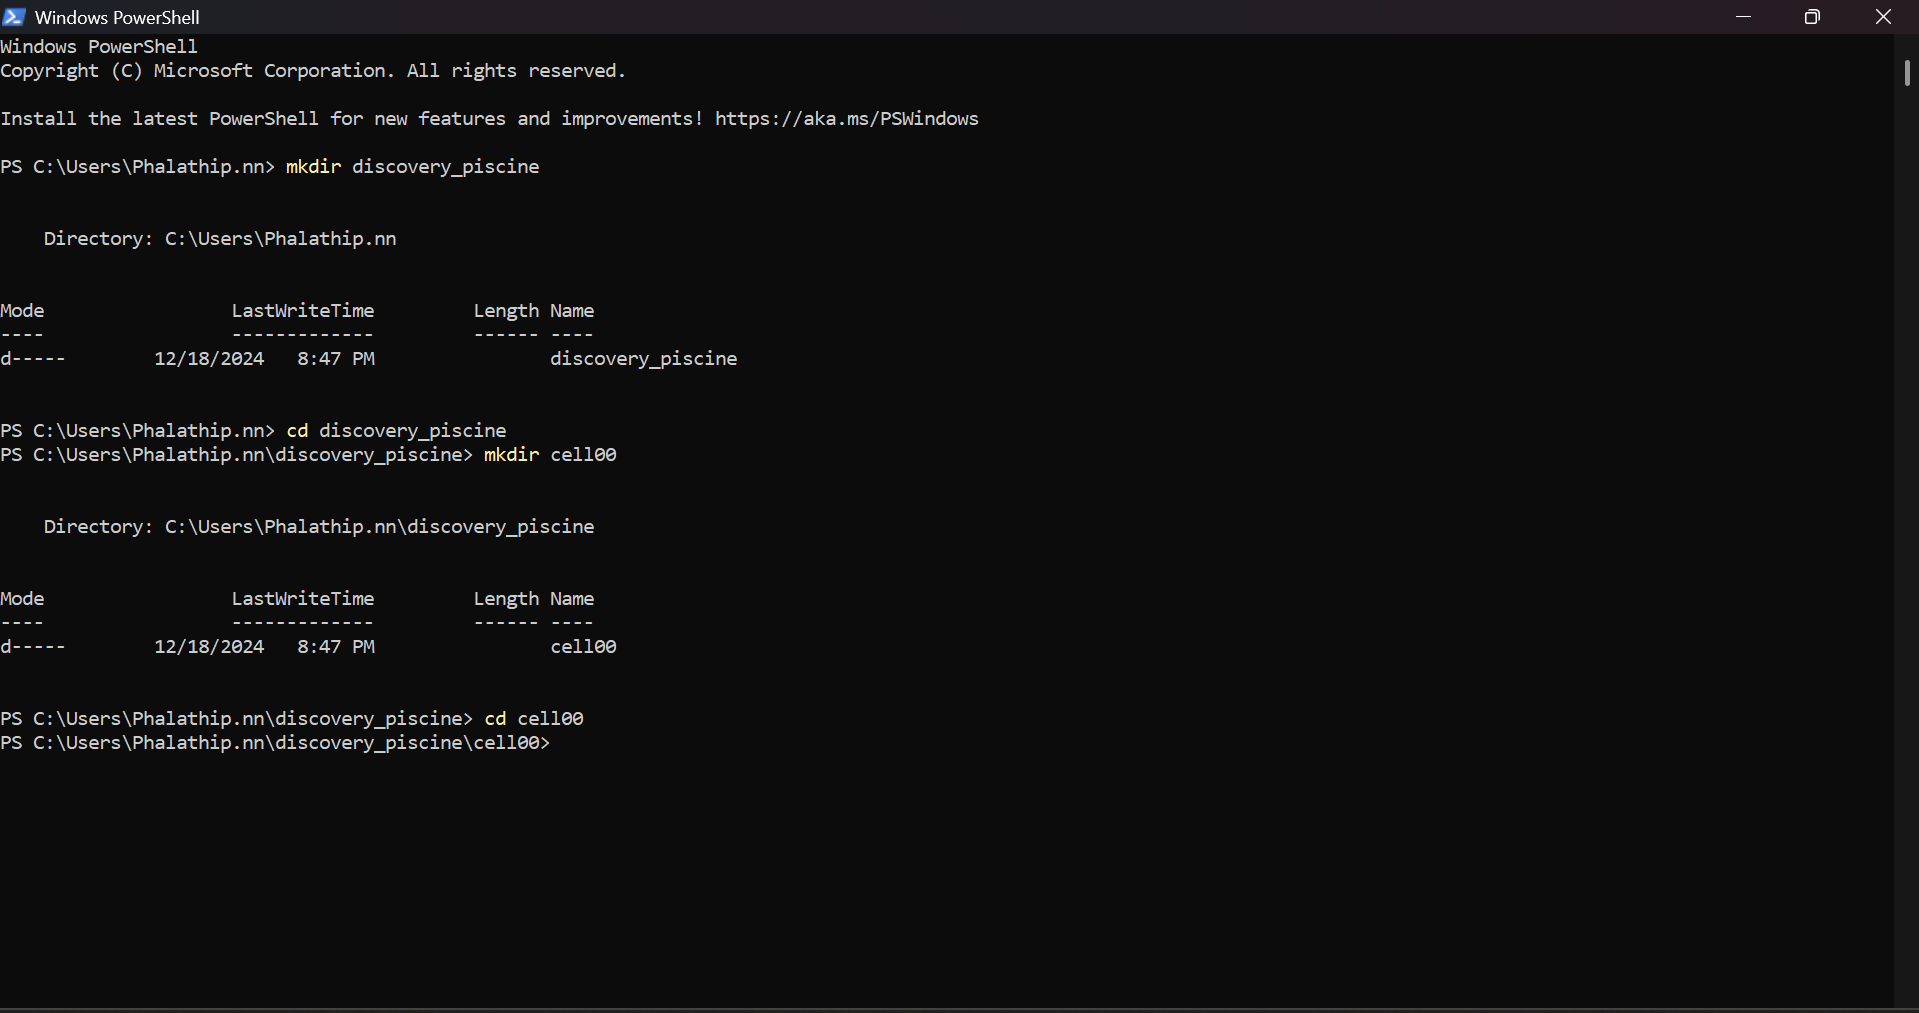 Windows PowerShell
Windows PowerShell
Copyright (C) Microsoft Corporation. All rights reserved.
Install the latest PowerShell for new features and improvements! https://aka.ms/PSWindows
PS C:\Users\Phalathip.nn> mkdir discovery_piscine
Directory: C:\Users\Phalathip.nn
Mode LastWriteTime Length Name
---- ------------- ------ ----
d----- 12/18/2024 8:47 PM discovery_piscine
PS C:\Users\Phalathip.nn> cd discovery_piscine
PS C:\Users\Phalathip.nn\discovery_piscine> mkdir cell00
Directory: C:\Users\Phalathip.nn\discovery_piscine
Mode LastWriteTime Length Name
---- ------------- ------ ----
d----- 12/18/2024 8:47 PM cell00
PS C:\Users\Phalathip.nn\discovery_piscine> cd cell00
PS C:\Users\Phalathip.nn\discovery_piscine\cell00>